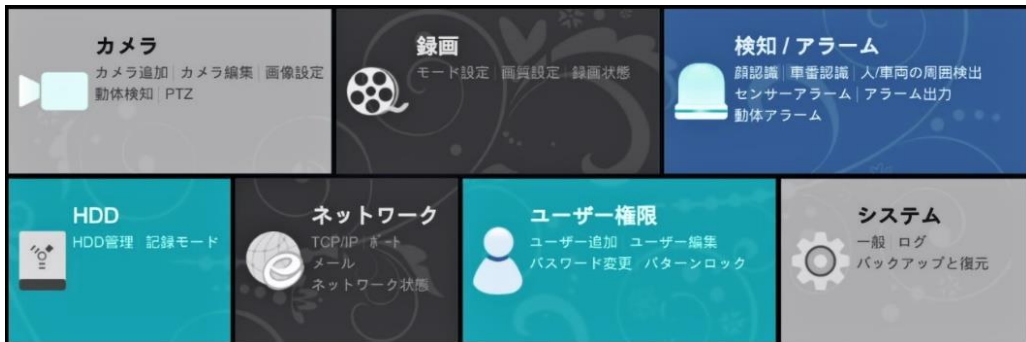 カメラ
カメラ追加 | カメラ編集 | 画像設定
動体検知 | PTZ
録画
モード設定 | 画質設定 | 録画状態
検知 / アラーム
顔認識 | 車番認識 | 人/車両の周囲検出
センサーアラーム | アラーム出力
動体アラーム
HDD
HDD管理 | 記録モード
ネットワーク
TCP/IP | ポート
メール
ネットワーク状態
ユーザー権限
ユーザー追加 | ユーザー編集
パスワード変更 | パターンロック
システム
一般 | ログ
バックアップと復元